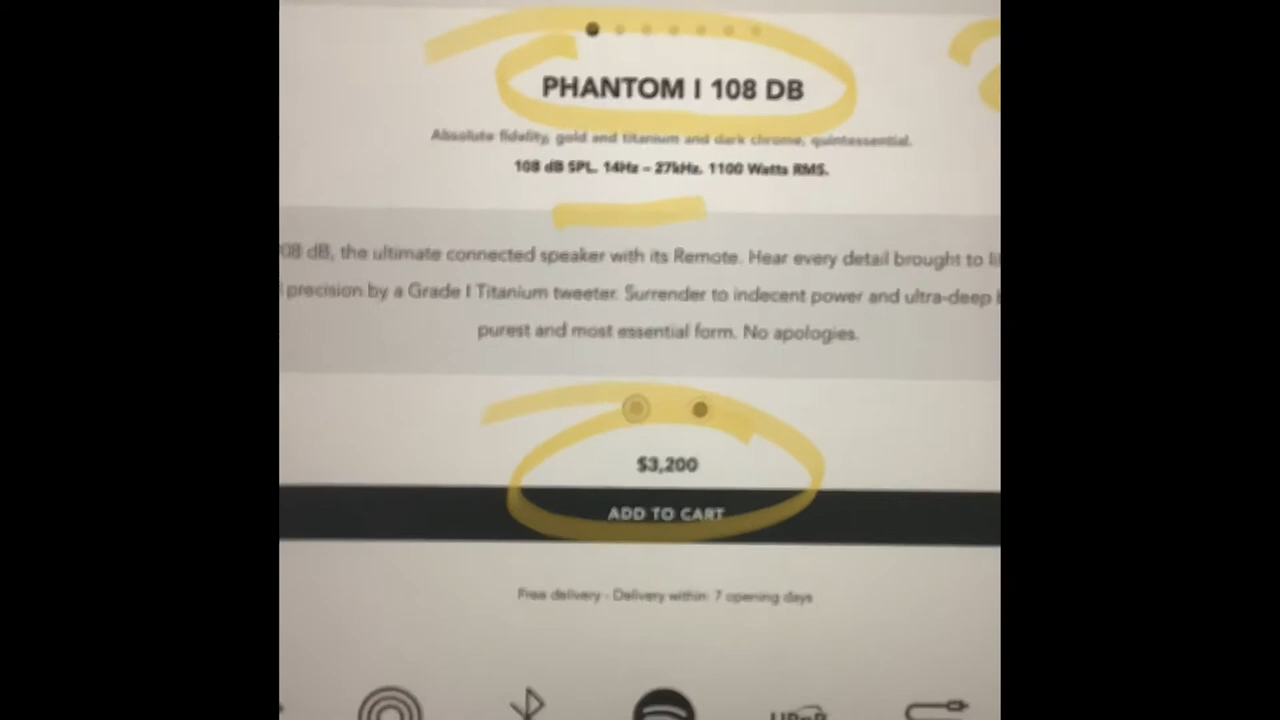 PHANTOM I 108 DB
Absolute fidelity, gold and titanium and dark chrome, quintessential.
108 dB SPL. 14Hz – 27kHz. 1100 Watts RMS.
08 dB, the ultimate connected speaker with its Remote. Hear every detail brought to li
precision by a Grade I Titanium tweeter. Surrender to indecent power and ultra-deep
purest and most essential form. No apologies.
$3,200
ADD TO CART
Free delivery - Delivery within 7 opening days
UPnP